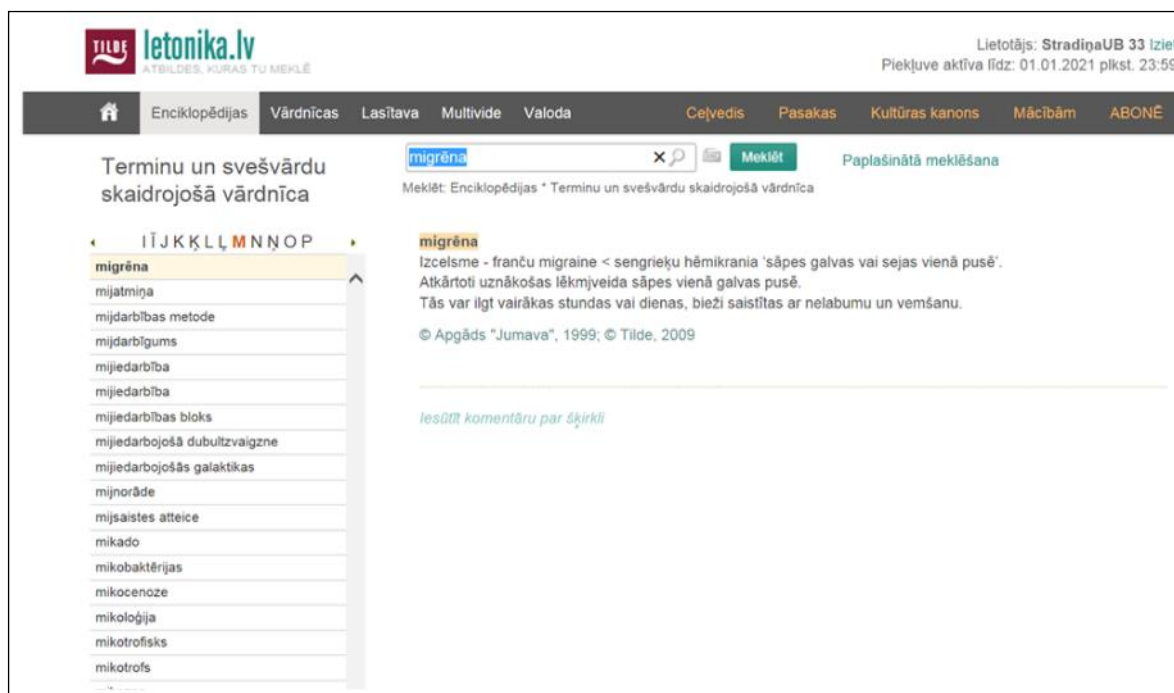 TILDE letonika.lv
ATBILDES, KURAS TU MEKLĒ
Lietotājs: StradiņaUB 33 Iziet
Piekļuve aktīva līdz: 01.01.2021 plkst. 23:59
Enciklopēdijas Vārdnīcas Lasītava Multivide Valoda Ceļvedis Pasakas Kultūras kanons Mācībām ABONĒ
Terminu un svešvārdu
skaidrojošā vārdnīca
migrēna Meklēt Paplašinātā meklēšana
Meklēt: Enciklopēdijas * Terminu un svešvārdu skaidrojošā vārdnīca
I Ī J K Ķ L Ļ M N Ņ O P
migrēna
mijatmiņa
mijdarbības metode
mijdarbīgums
mijiedarbība
mijiedarbība
mijiedarbības bloks
mijiedarbojošā dubultzvaigzne
mijiedarbojošās galaktikas
mijnorāde
mijsaistes atteice
mikado
mikobaktērijas
mikocenoze
mikoloģija
mikotrofisks
mikotrofs
migrēna
Izcelsme - franču migraine < sengrieķu hēmikrania 'sāpes galvas vai sejas vienā pusē'.
Atkārtoti uznākošas lēkmjveida sāpes vienā galvas pusē.
Tās var ilgt vairākas stundas vai dienas, bieži saistītas ar nelabumu un vemšanu.
© Apgāds "Jumava", 1999; © Tilde, 2009
Iesūtīt komentāru par šķirkli